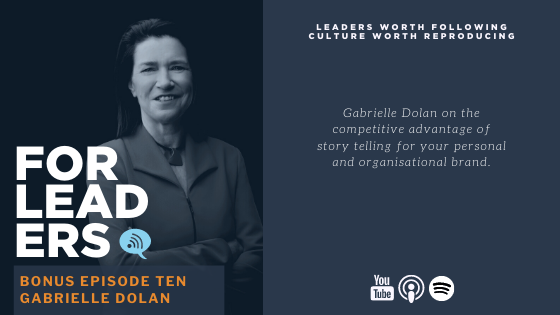 FOR
LEAD
ERS
BONUS EPISODE TEN
GABRIELLE DOLAN
LEADERS WORTH FOLLOWING
CULTURE WORTH REPRODUCING
Gabrielle Dolan on the
competitive advantage of
story telling for your personal
and organisational brand.
You
Tube